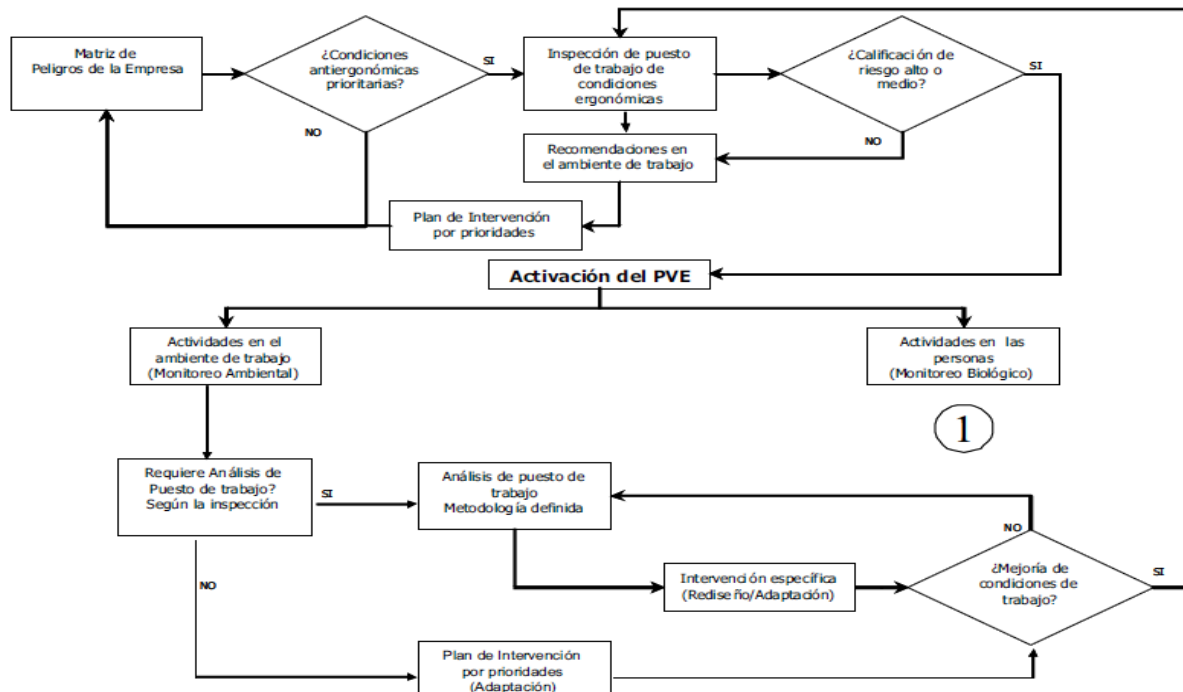 Matriz de
Peligros de la Empresa
¿Condiciones
antiergonómicas
prioritarias?
SI
NO
Inspección de puesto
de trabajo de
condiciones
ergonómicas
¿Calificación de
riesgo alto o
medio?
SI
NO
Recomendaciones en
el ambiente de trabajo
Plan de Intervención
por prioridades
Activación del PVE
Actividades en el
ambiente de trabajo
(Monitoreo Ambiental)
Actividades en las
personas
(Monitoreo Biológico)
1
Requiere Análisis de
Puesto de trabajo?
Según la inspección
SI
NO
Análisis de puesto de
trabajo
Metodología definida
Intervención específica
(Rediseño/Adaptación)
NO
¿Mejoría de
condiciones de
trabajo?
SI
Plan de Intervención
por prioridades
(Adaptación)